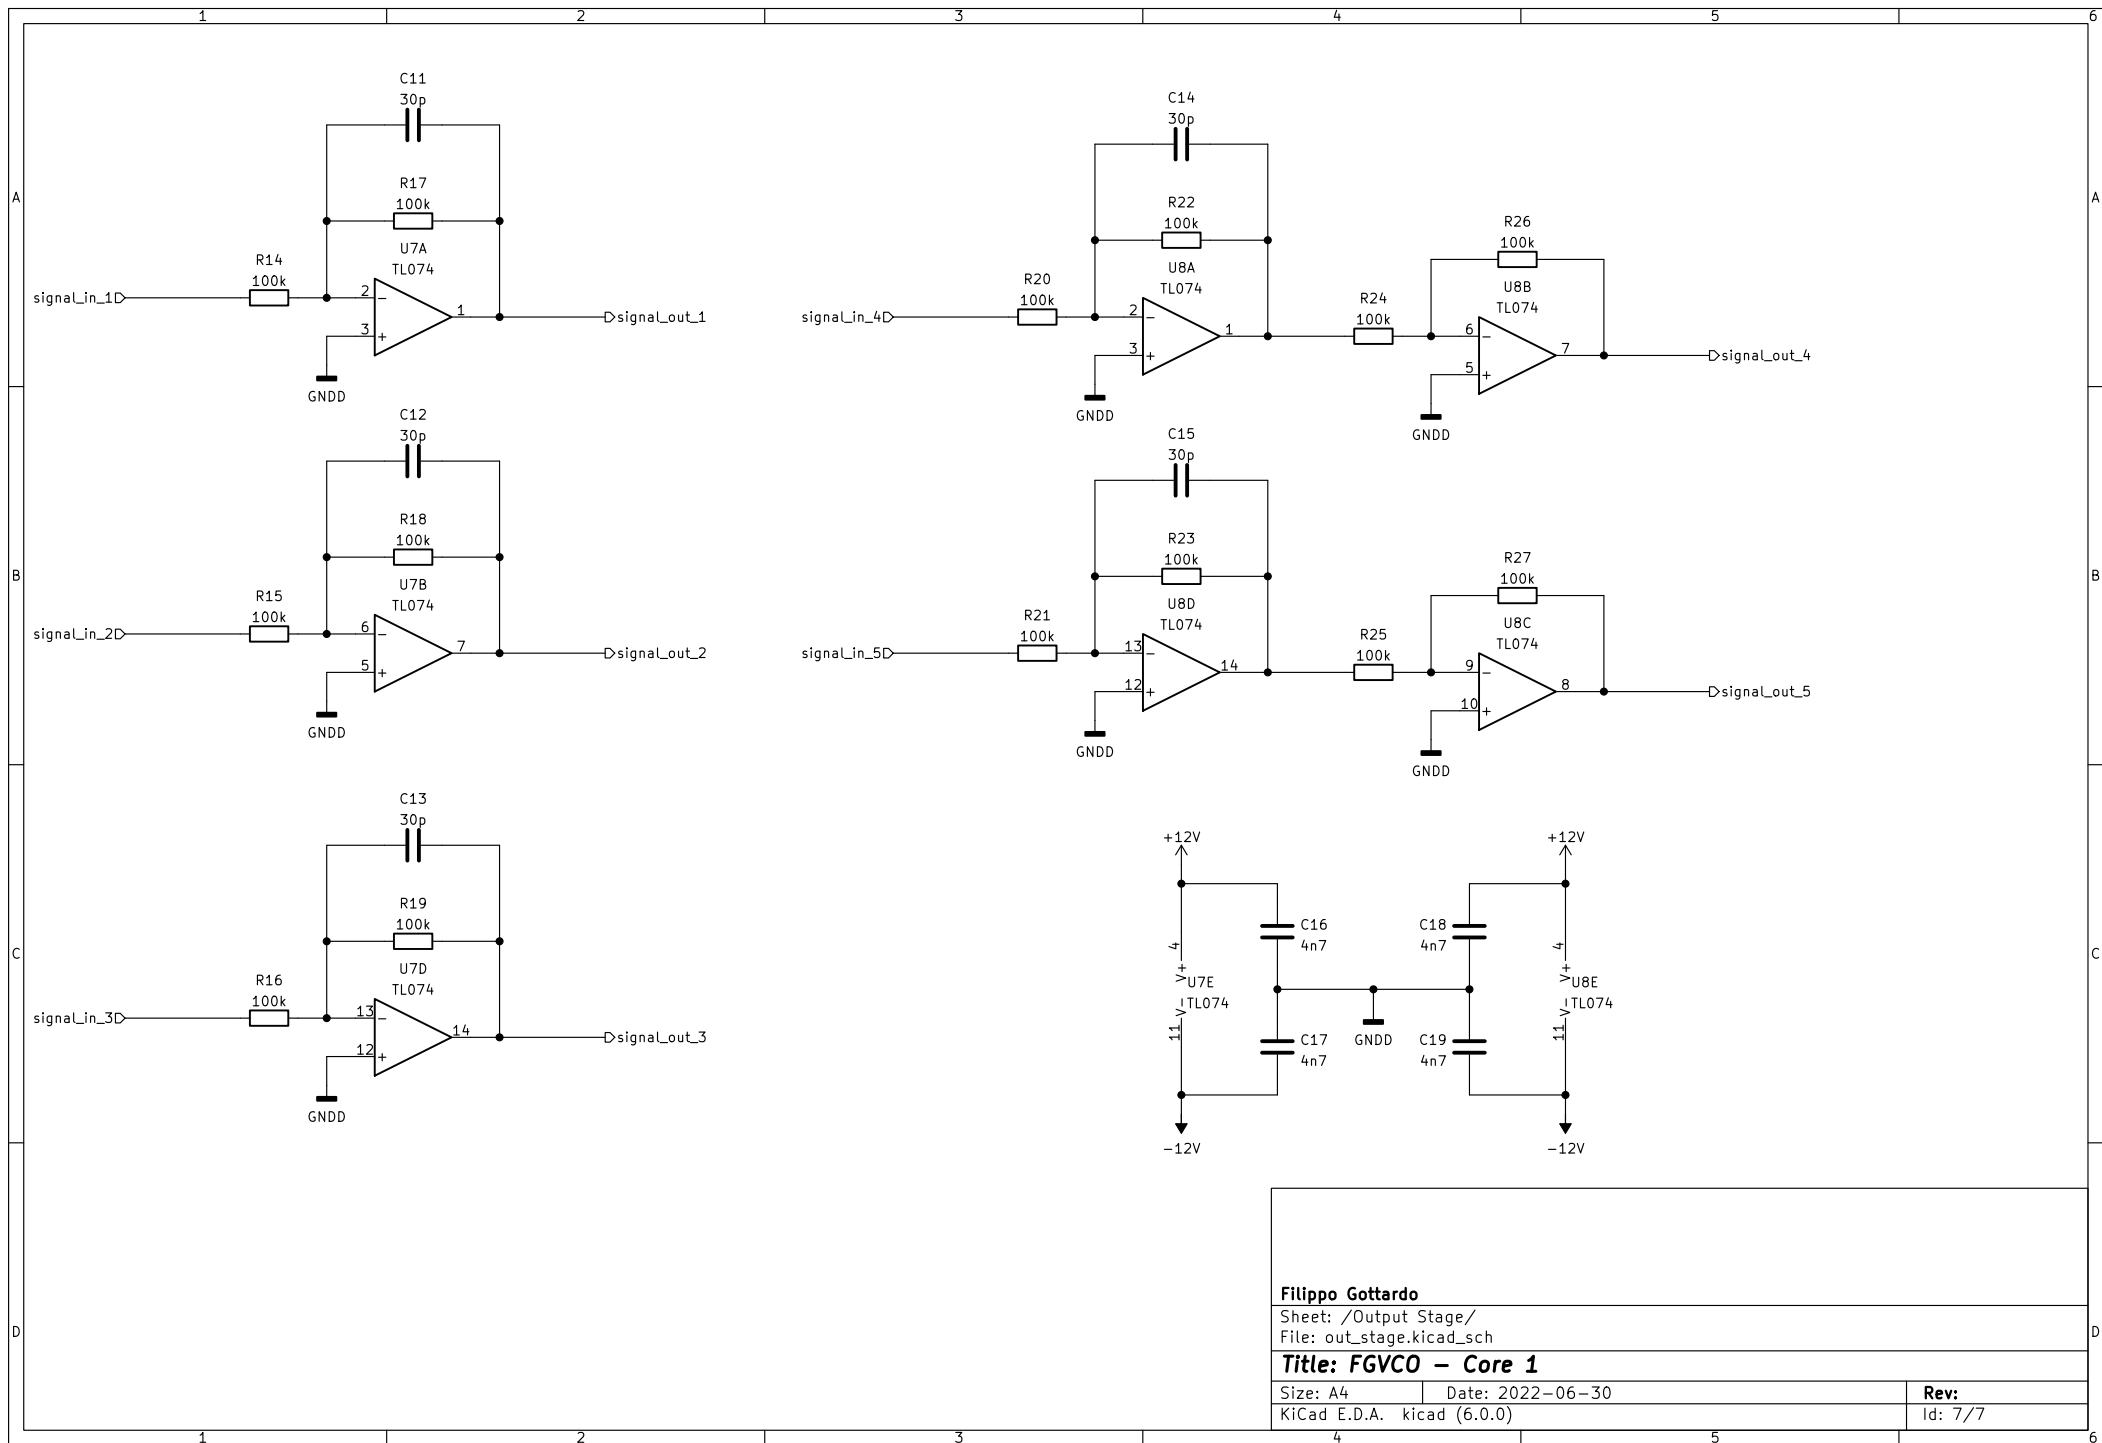 1 2 3 4 5 6
A
B
C
D
C11
30p
R17
100k
U7A
TL074
R14
100k
signal_in_1
2
−
3
+
1
signal_out_1
GNDD
C12
30p
R18
100k
U7B
TL074
R15
100k
signal_in_2
6
−
5
+
7
signal_out_2
GNDD
C13
30p
R19
100k
U7D
TL074
R16
100k
signal_in_3
13
−
12
+
14
signal_out_3
GNDD
C14
30p
R22
100k
U8A
TL074
R20
100k
signal_in_4
2
−
3
+
1
GNDD
R26
100k
U8B
TL074
R24
100k
6
−
5
+
7
signal_out_4
GNDD
C15
30p
R23
100k
U8D
TL074
R21
100k
signal_in_5
13
−
12
+
14
GNDD
R27
100k
U8C
TL074
R25
100k
9
−
10
+
8
signal_out_5
GNDD
+12V
4
V+
U7E
TL074
V−
11
−12V
C16
4n7
C17
4n7
GNDD
C18
4n7
C19
4n7
+12V
4
V+
U8E
TL074
V−
11
−12V
A
B
C
D
Filippo Gottardo
Sheet: /Output Stage/
File: out_stage.kicad_sch
Title: FGVCO − Core 1
Size: A4 Date: 2022−06−30 Rev:
KiCad E.D.A. kicad (6.0.0) Id: 7/7
1 2 3 4 5 6